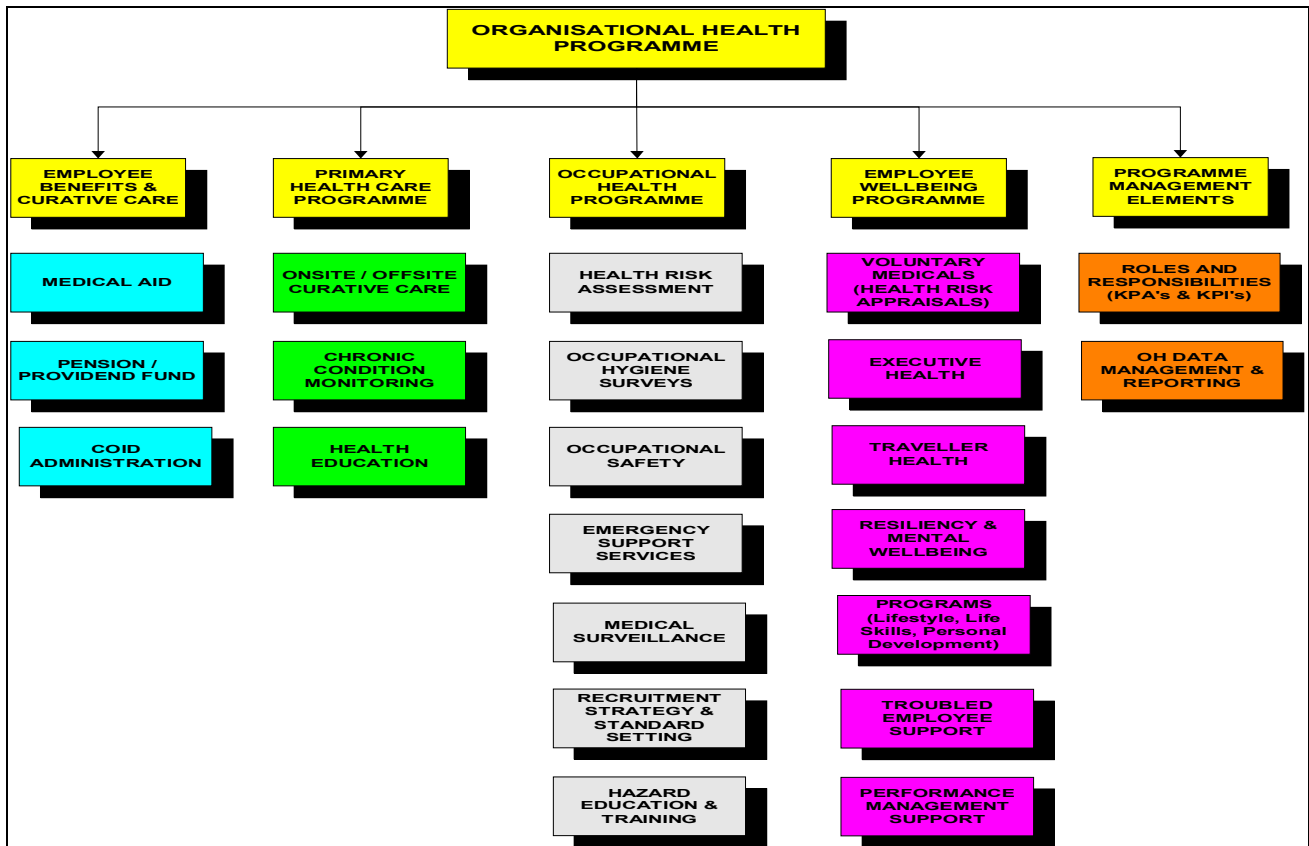 ORGANISATIONAL HEALTH
PROGRAMME
EMPLOYEE
BENEFITS &
CURATIVE CARE
PRIMARY
HEALTH CARE
PROGRAMME
OCCUPATIONAL
HEALTH
PROGRAMME
EMPLOYEE
WELLBEING
PROGRAMME
PROGRAMME
MANAGEMENT
ELEMENTS
MEDICAL AID
PENSION /
PROVIDEND FUND
COID
ADMINISTRATION
ONSITE / OFFSITE
CURATIVE CARE
CHRONIC
CONDITION
MONITORING
HEALTH
EDUCATION
HEALTH RISK
ASSESSMENT
OCCUPATIONAL
HYGIENE
SURVEYS
OCCUPATIONAL
SAFETY
EMERGENCY
SUPPORT
SERVICES
MEDICAL
SURVEILLANCE
RECRUITMENT
STRATEGY &
STANDARD
SETTING
HAZARD
EDUCATION &
TRAINING
VOLUNTARY
MEDICALS
(HEALTH RISK
APPRAISALS)
EXECUTIVE
HEALTH
TRAVELLER
HEALTH
RESILIENCY &
MENTAL
WELLBEING
PROGRAMS
(Lifestyle, Life
Skills, Personal
Development)
TROUBLED
EMPLOYEE
SUPPORT
PERFORMANCE
MANAGEMENT
SUPPORT
ROLES AND
RESPONSIBILITIES
(KPA's & KPI's)
OH DATA
MANAGEMENT &
REPORTING